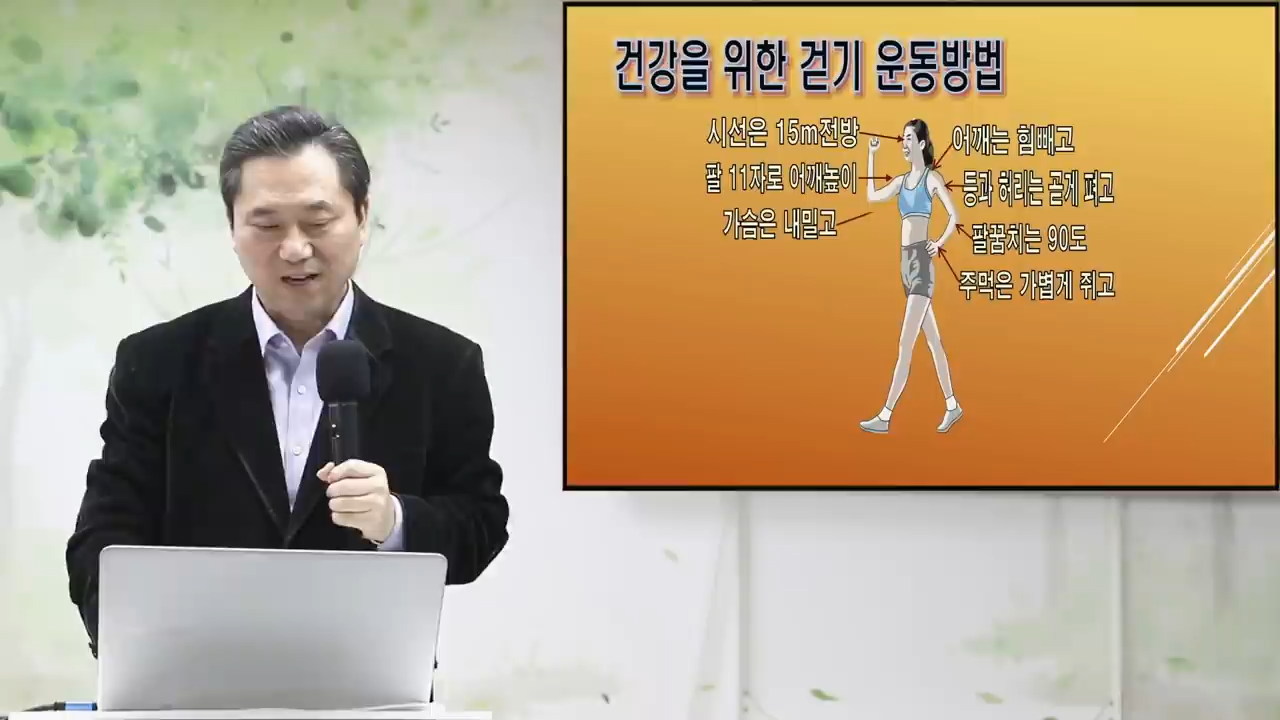 건강을 위한 걷기 운동방법
시선은 15m전방
팔 11자로 어깨높이
가슴은 내밀고
어깨는 힘빼고
등과 허리는 곧게 펴고
팔꿈치는 90도
주먹은 가볍게 쥐고